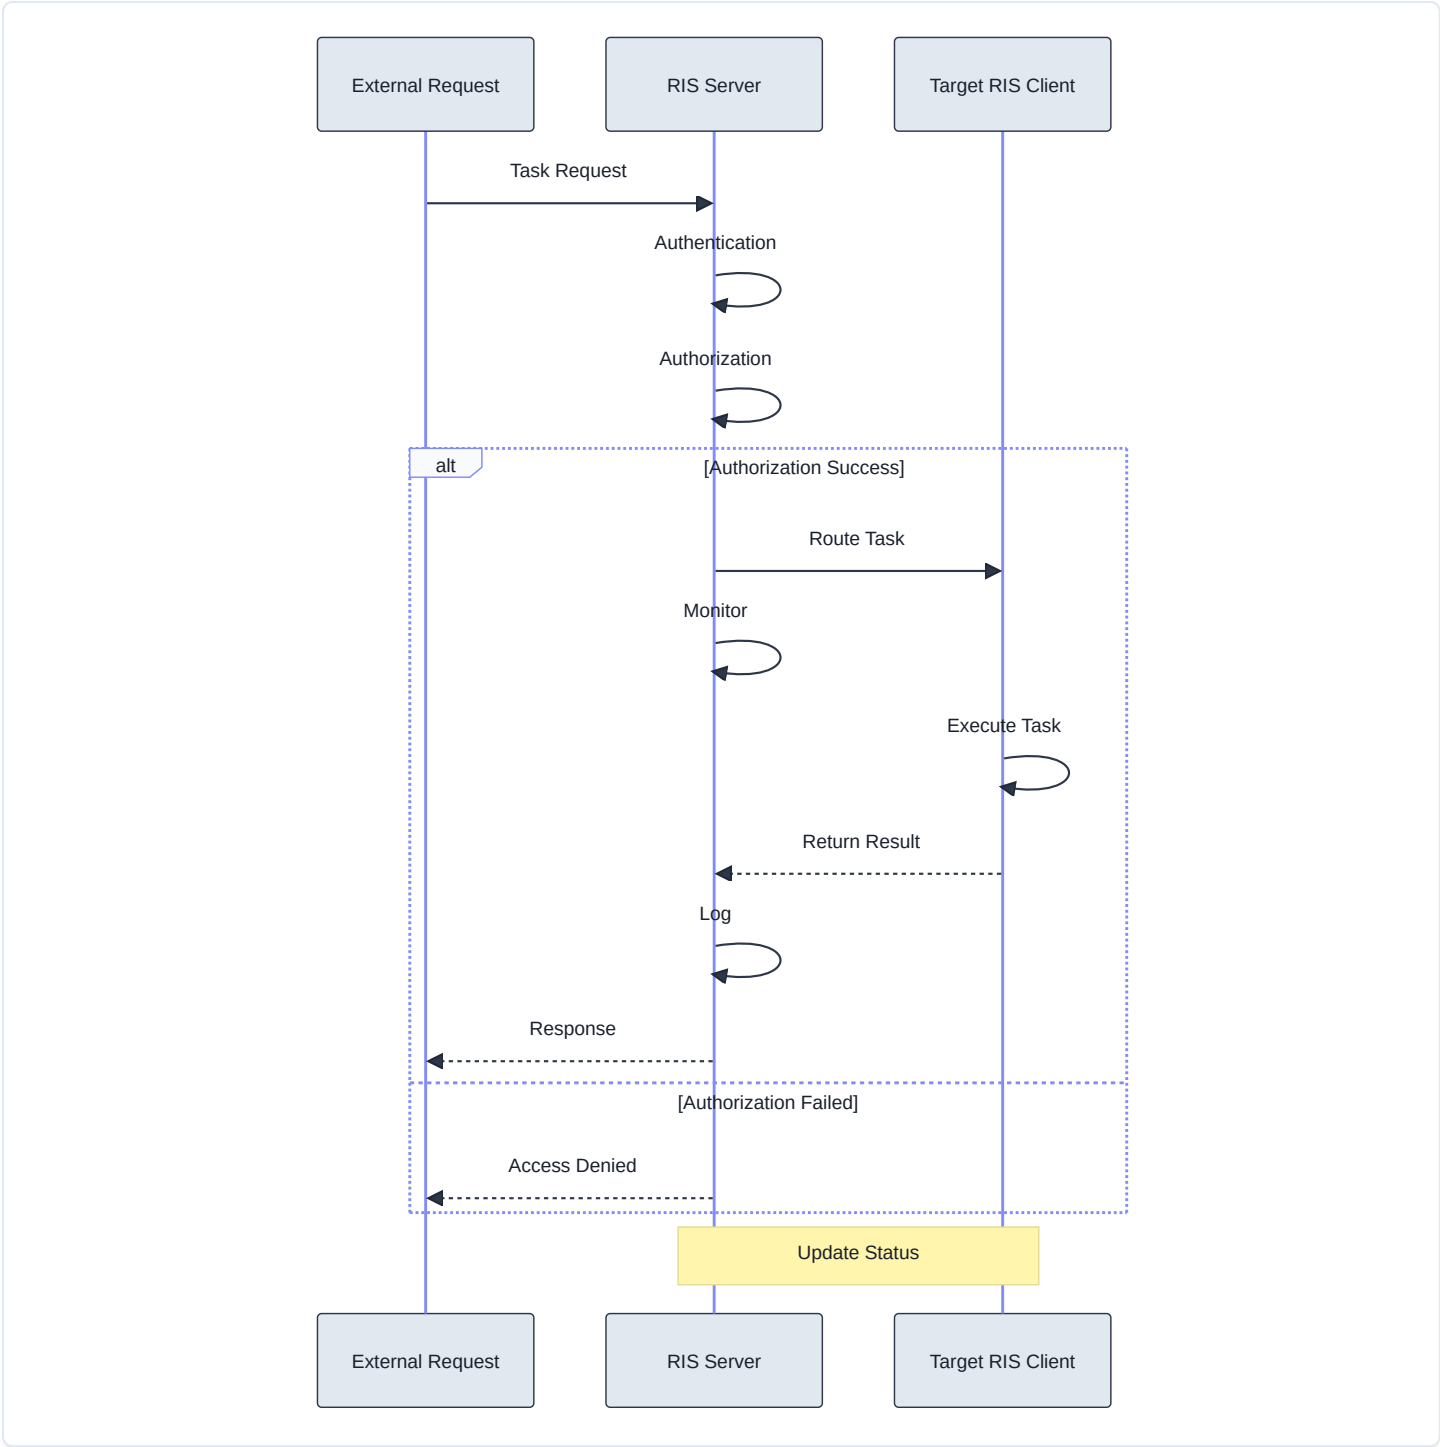 External Request
RIS Server
Target RIS Client
Task Request
Authentication
Authorization
alt
[Authorization Success]
Route Task
Monitor
Execute Task
Return Result
Log
Response
[Authorization Failed]
Access Denied
Update Status
External Request
RIS Server
Target RIS Client